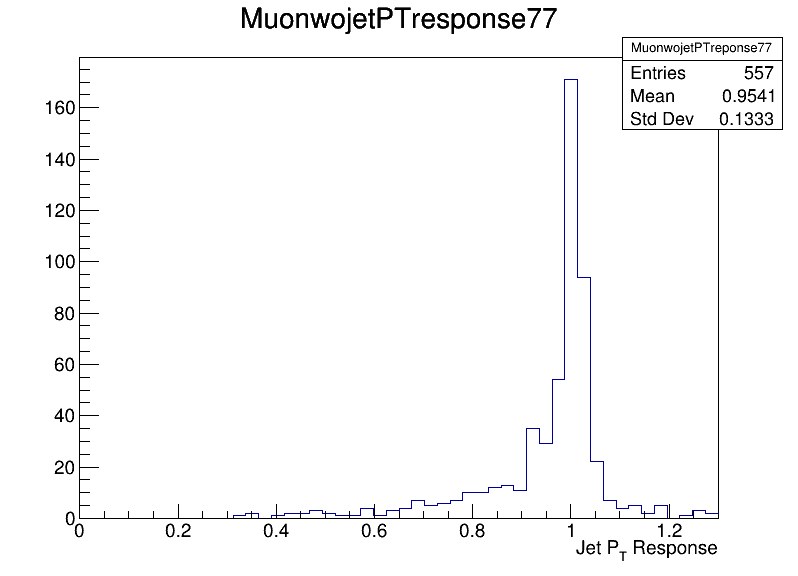 MuonwojetPTresponse77
MuonwojetPTreponse77
Entries 557
Mean 0.9541
Std Dev 0.1333
160
140
120
100
80
60
40
20
0
0 0.2 0.4 0.6 0.8 1 1.2
Jet PT Response